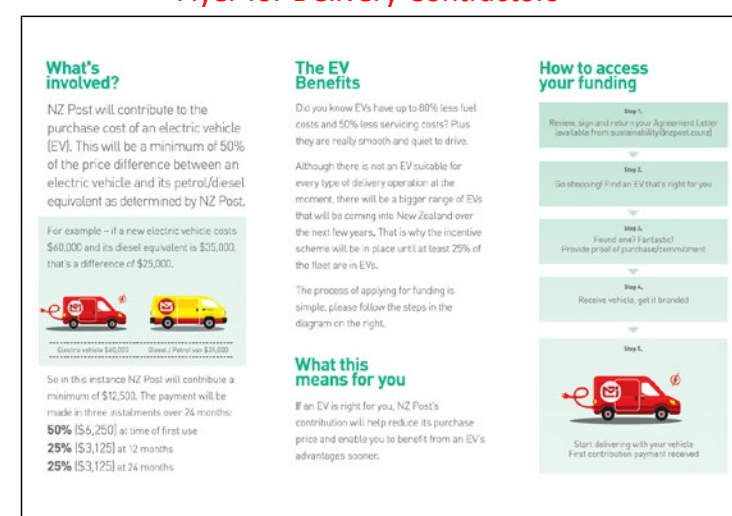 Flyer for Delivery Contractors
What's
involved?
NZ Post will contribute to the
purchase cost of an electric vehicle
(EV). This will be a minimum of 50%
of the price difference between an
electric vehicle and its petrol/diesel
equivalent as determined by NZ Post.
For example – if a new electric vehicle costs
$60,000 and its diesel equivalent is $35,000,
that's a difference of $25,000.
Electric vehicle $60,000 Diesel / Petrol van $35,000
So in this instance NZ Post will contribute a
minimum of $12,500. The payment will be
made in three instalments over 24 months:
50% ($6,250) at time of first use
25% ($3,125) at 12 months
25% ($3,125) at 24 months
The EV
Benefits
Did you know EVs have up to 80% less fuel
costs and 50% less servicing costs? Plus
they are really smooth and quiet to drive.
Although there is not an EV suitable for
every type of delivery operation at the
moment, there will be a bigger range of EVs
that will be coming into New Zealand over
the next few years. That is why the incentive
scheme will be in place until at least 25% of
the fleet are in EVs.
The process of applying for funding is
simple, please follow the steps in the
diagram on the right.
What this
means for you
If an EV is right for you, NZ Post's
contribution will help reduce its purchase
price and enable you to benefit from an EV's
advantages sooner.
How to access
your funding
Step 1.
Review, sign and return your Agreement Letter
(available from sustainability@nzpost.co.nz)
Step 2.
Go shopping! Find an EV that's right for you
Step 3.
Found one? Fantastic!
Provide proof of purchase/commitment
Step 4.
Receive vehicle, get it branded
Step 5.
Start delivering with your vehicle
First contribution payment received